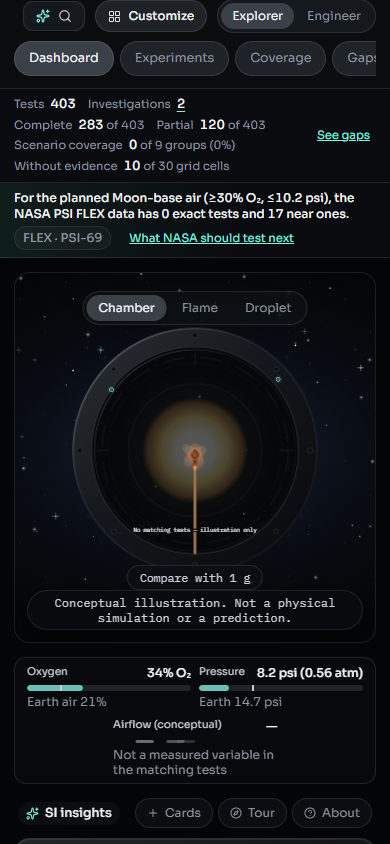 Customize
Explorer Engineer
Dashboard Experiments Coverage Gaps
Tests 403 Investigations 2
Complete 283 of 403 Partial 120 of 403
Scenario coverage 0 of 9 groups (0%)
See gaps
Without evidence 10 of 30 grid cells
For the planned Moon-base air (≥30% O₂, ≤10.2 psi), the
NASA PSI FLEX data has 0 exact tests and 17 near ones.
FLEX · PSI-69 What NASA should test next
Chamber Flame Droplet
No matching tests — illustration only
Compare with 1 g
Conceptual illustration. Not a physical
simulation or a prediction.
Oxygen 34% O₂ Pressure 8.2 psi (0.56 atm)
Earth air 21% Earth 14.7 psi
Airflow (conceptual) —
Not a measured variable in
the matching tests
SI insights + Cards Tour About